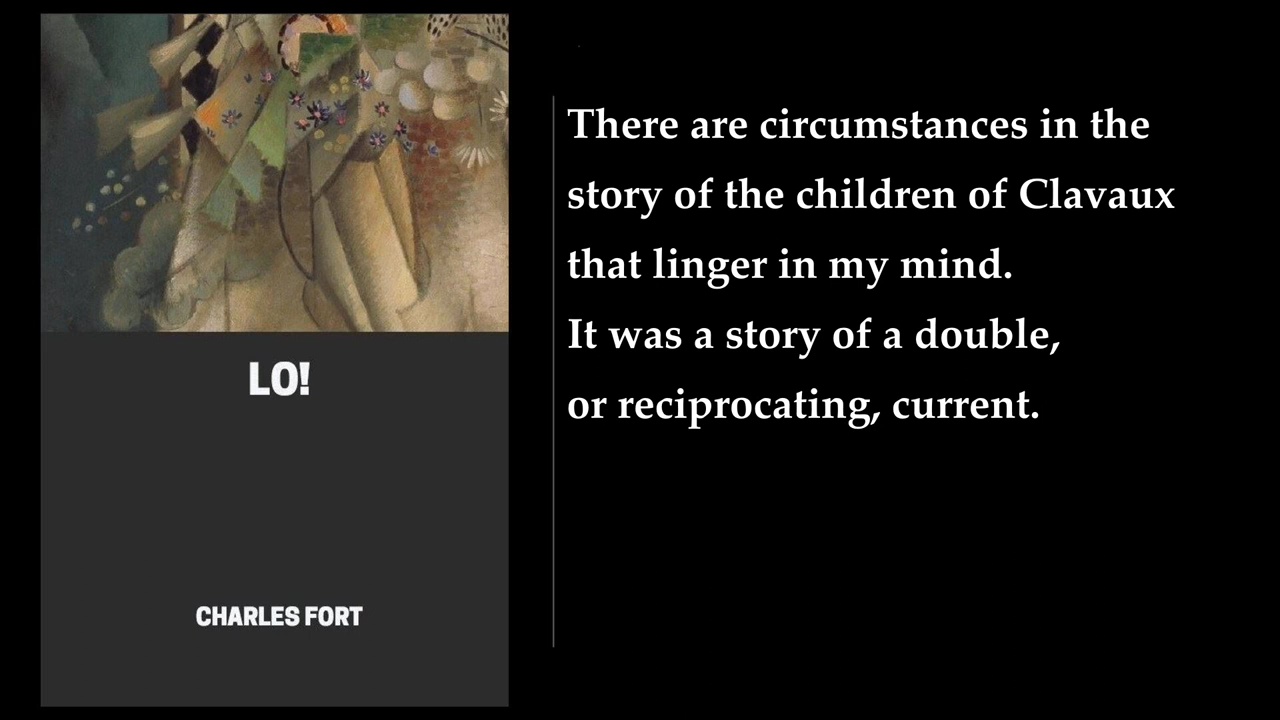 LO!
CHARLES FORT
There are circumstances in the
story of the children of Clavaux
that linger in my mind.
It was a story of a double,
or reciprocating, current.